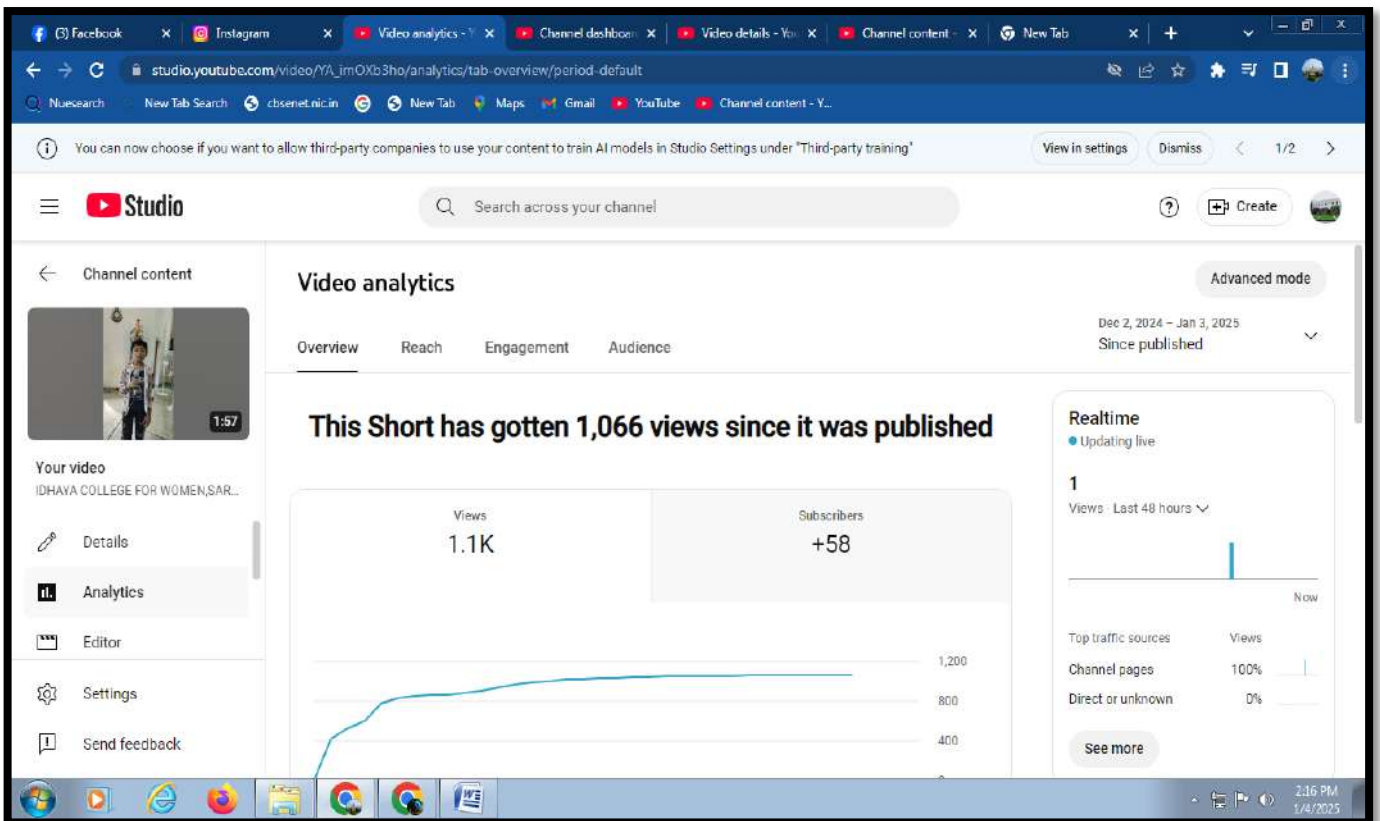 (3) Facebook
Instagram
Video analytics - Y
Channel dashboar
Video details - You
Channel content -
New Tab
studio.youtube.com/video/YA_imOXb3ho/analytics/tab-overview/period-default
Nuesearch
New Tab Search
cbsenet.nic.in
New Tab
Maps
Gmail
YouTube
Channel content - Y...
You can now choose if you want to allow third-party companies to use your content to train AI models in Studio Settings under "Third-party training"
View in settings
Dismiss
1/2
Studio
Search across your channel
Create
Channel content
1:57
Your video
IDHAYA COLLEGE FOR WOMEN,SAR...
Details
Analytics
Editor
Settings
Send feedback
Video analytics
Advanced mode
Overview
Reach
Engagement
Audience
Dec 2, 2024 – Jan 3, 2025
Since published
This Short has gotten 1,066 views since it was published
Views
1.1K
Subscribers
+58
1,200
800
400
Realtime
Updating live
1
Views · Last 48 hours
Now
Top traffic sources Views
Channel pages 100%
Direct or unknown 0%
See more
2:16 PM
1/4/2025